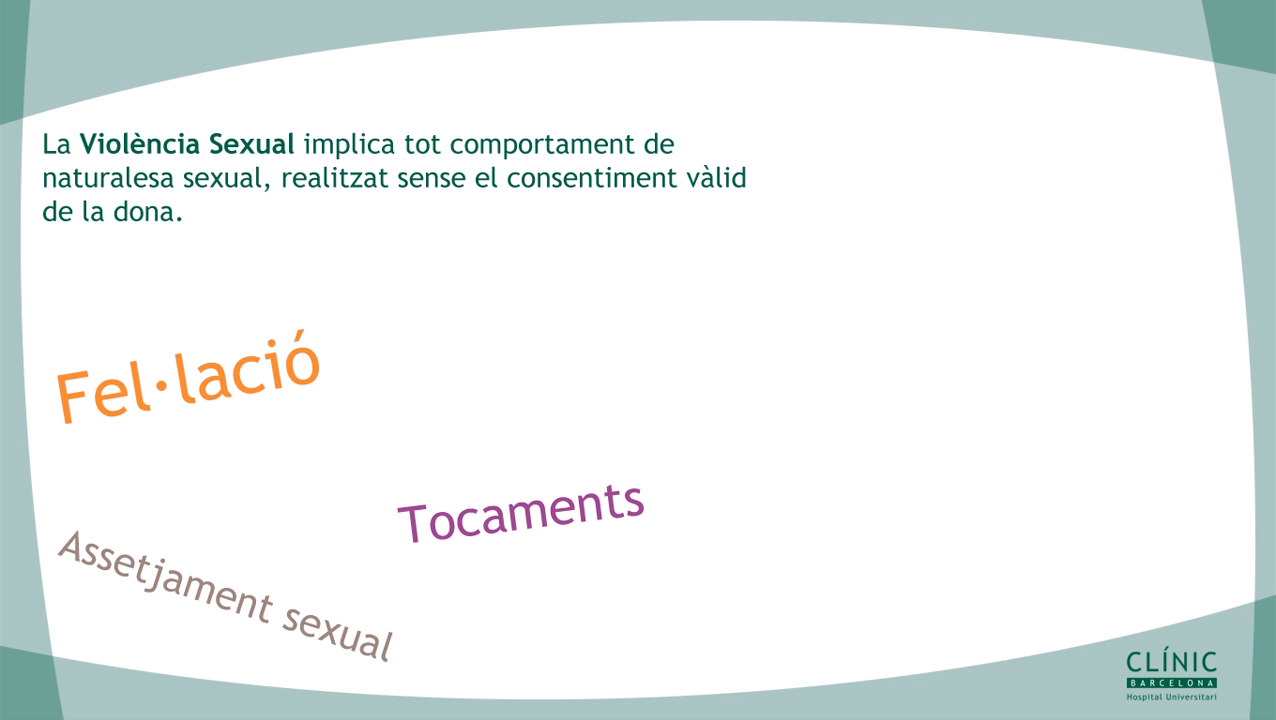 La Violència Sexual implica tot comportament de
naturalesa sexual, realitzat sense el consentiment vàlid
de la dona.
Fel·lació
Tocaments
Assetjament sexual
CLÍNIC
BARCELONA
Hospital Universitari